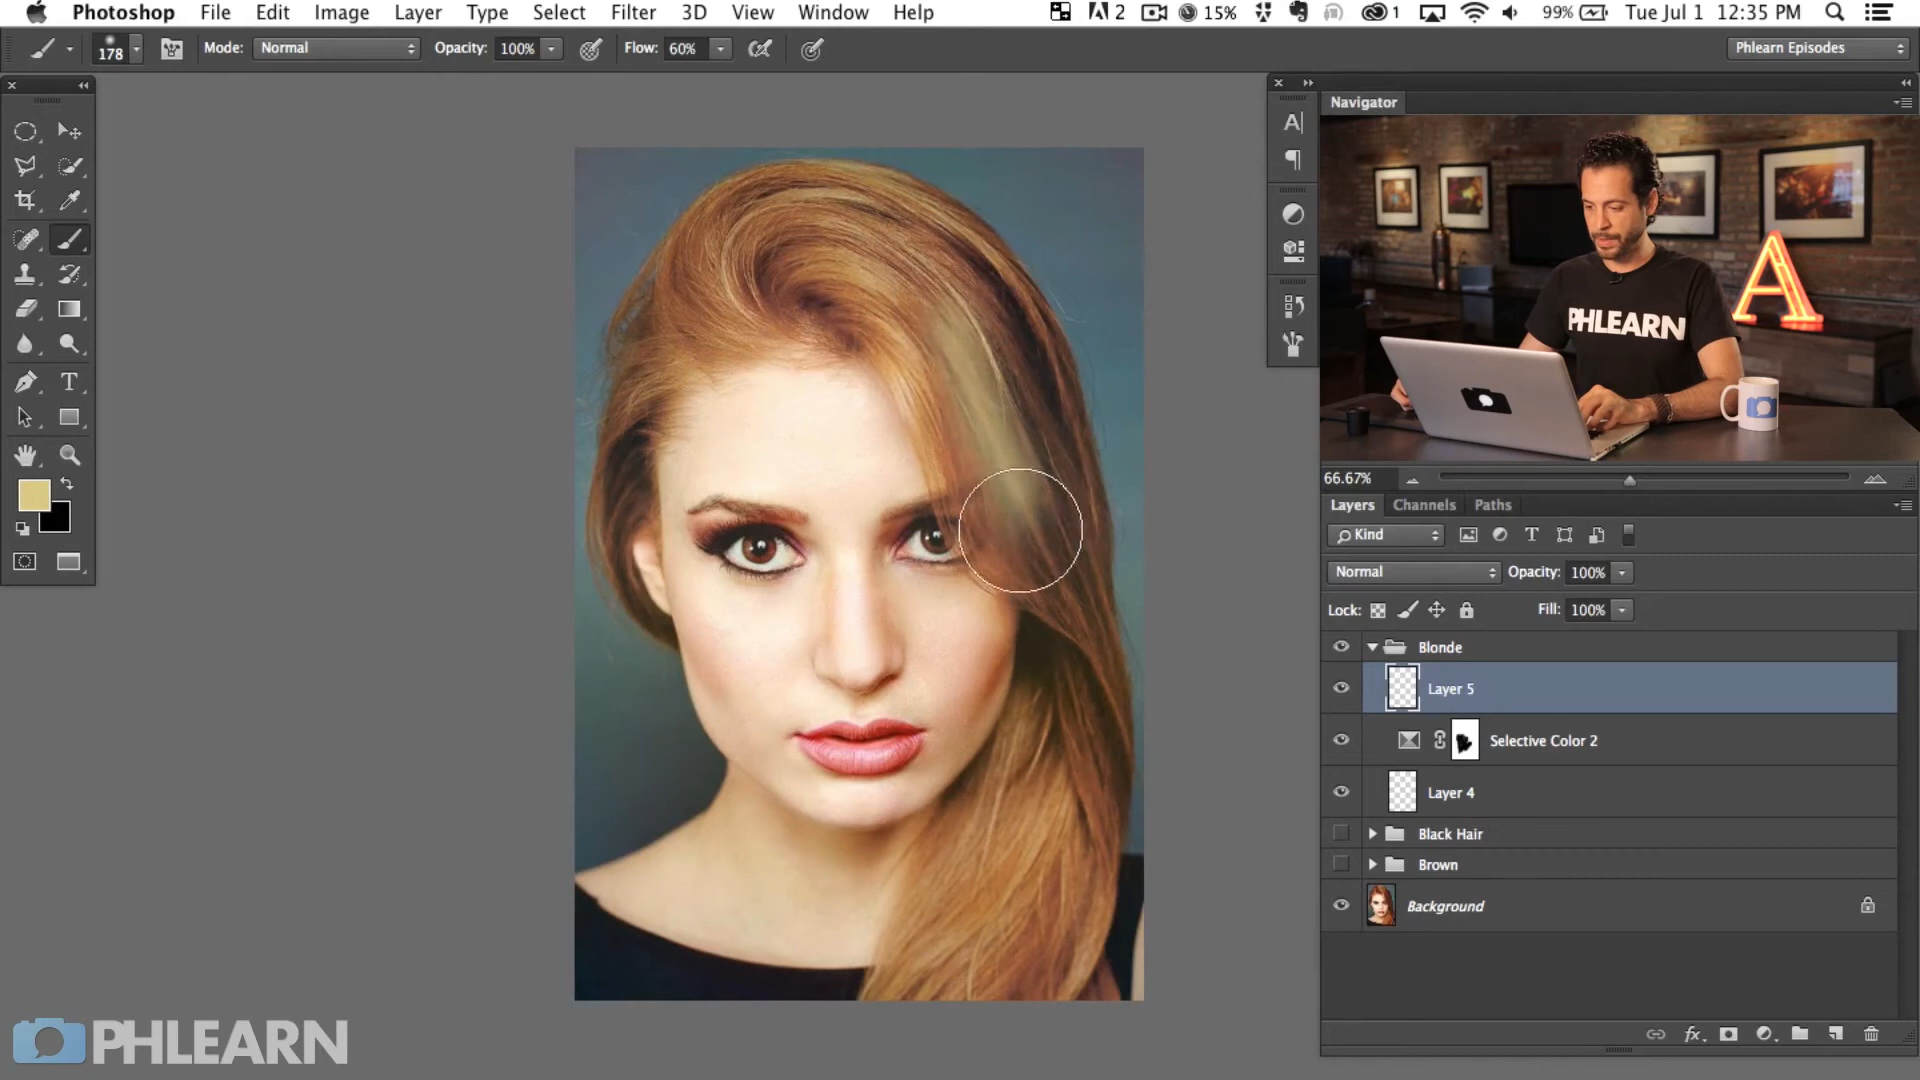 Photoshop File Edit Image Layer Type Select Filter 3D View Window Help 2 15% 1 99% Tue Jul 1 12:35 PM
178 Mode: Normal Opacity: 100% Flow: 60% Phlearn Episodes
Navigator
A
PHLEARN
66.67%
Layers Channels Paths
Kind
Normal Opacity: 100%
Lock: Fill: 100%
Blonde
Layer 5
Selective Color 2
Layer 4
Black Hair
Brown
Background
fx
PHLEARN